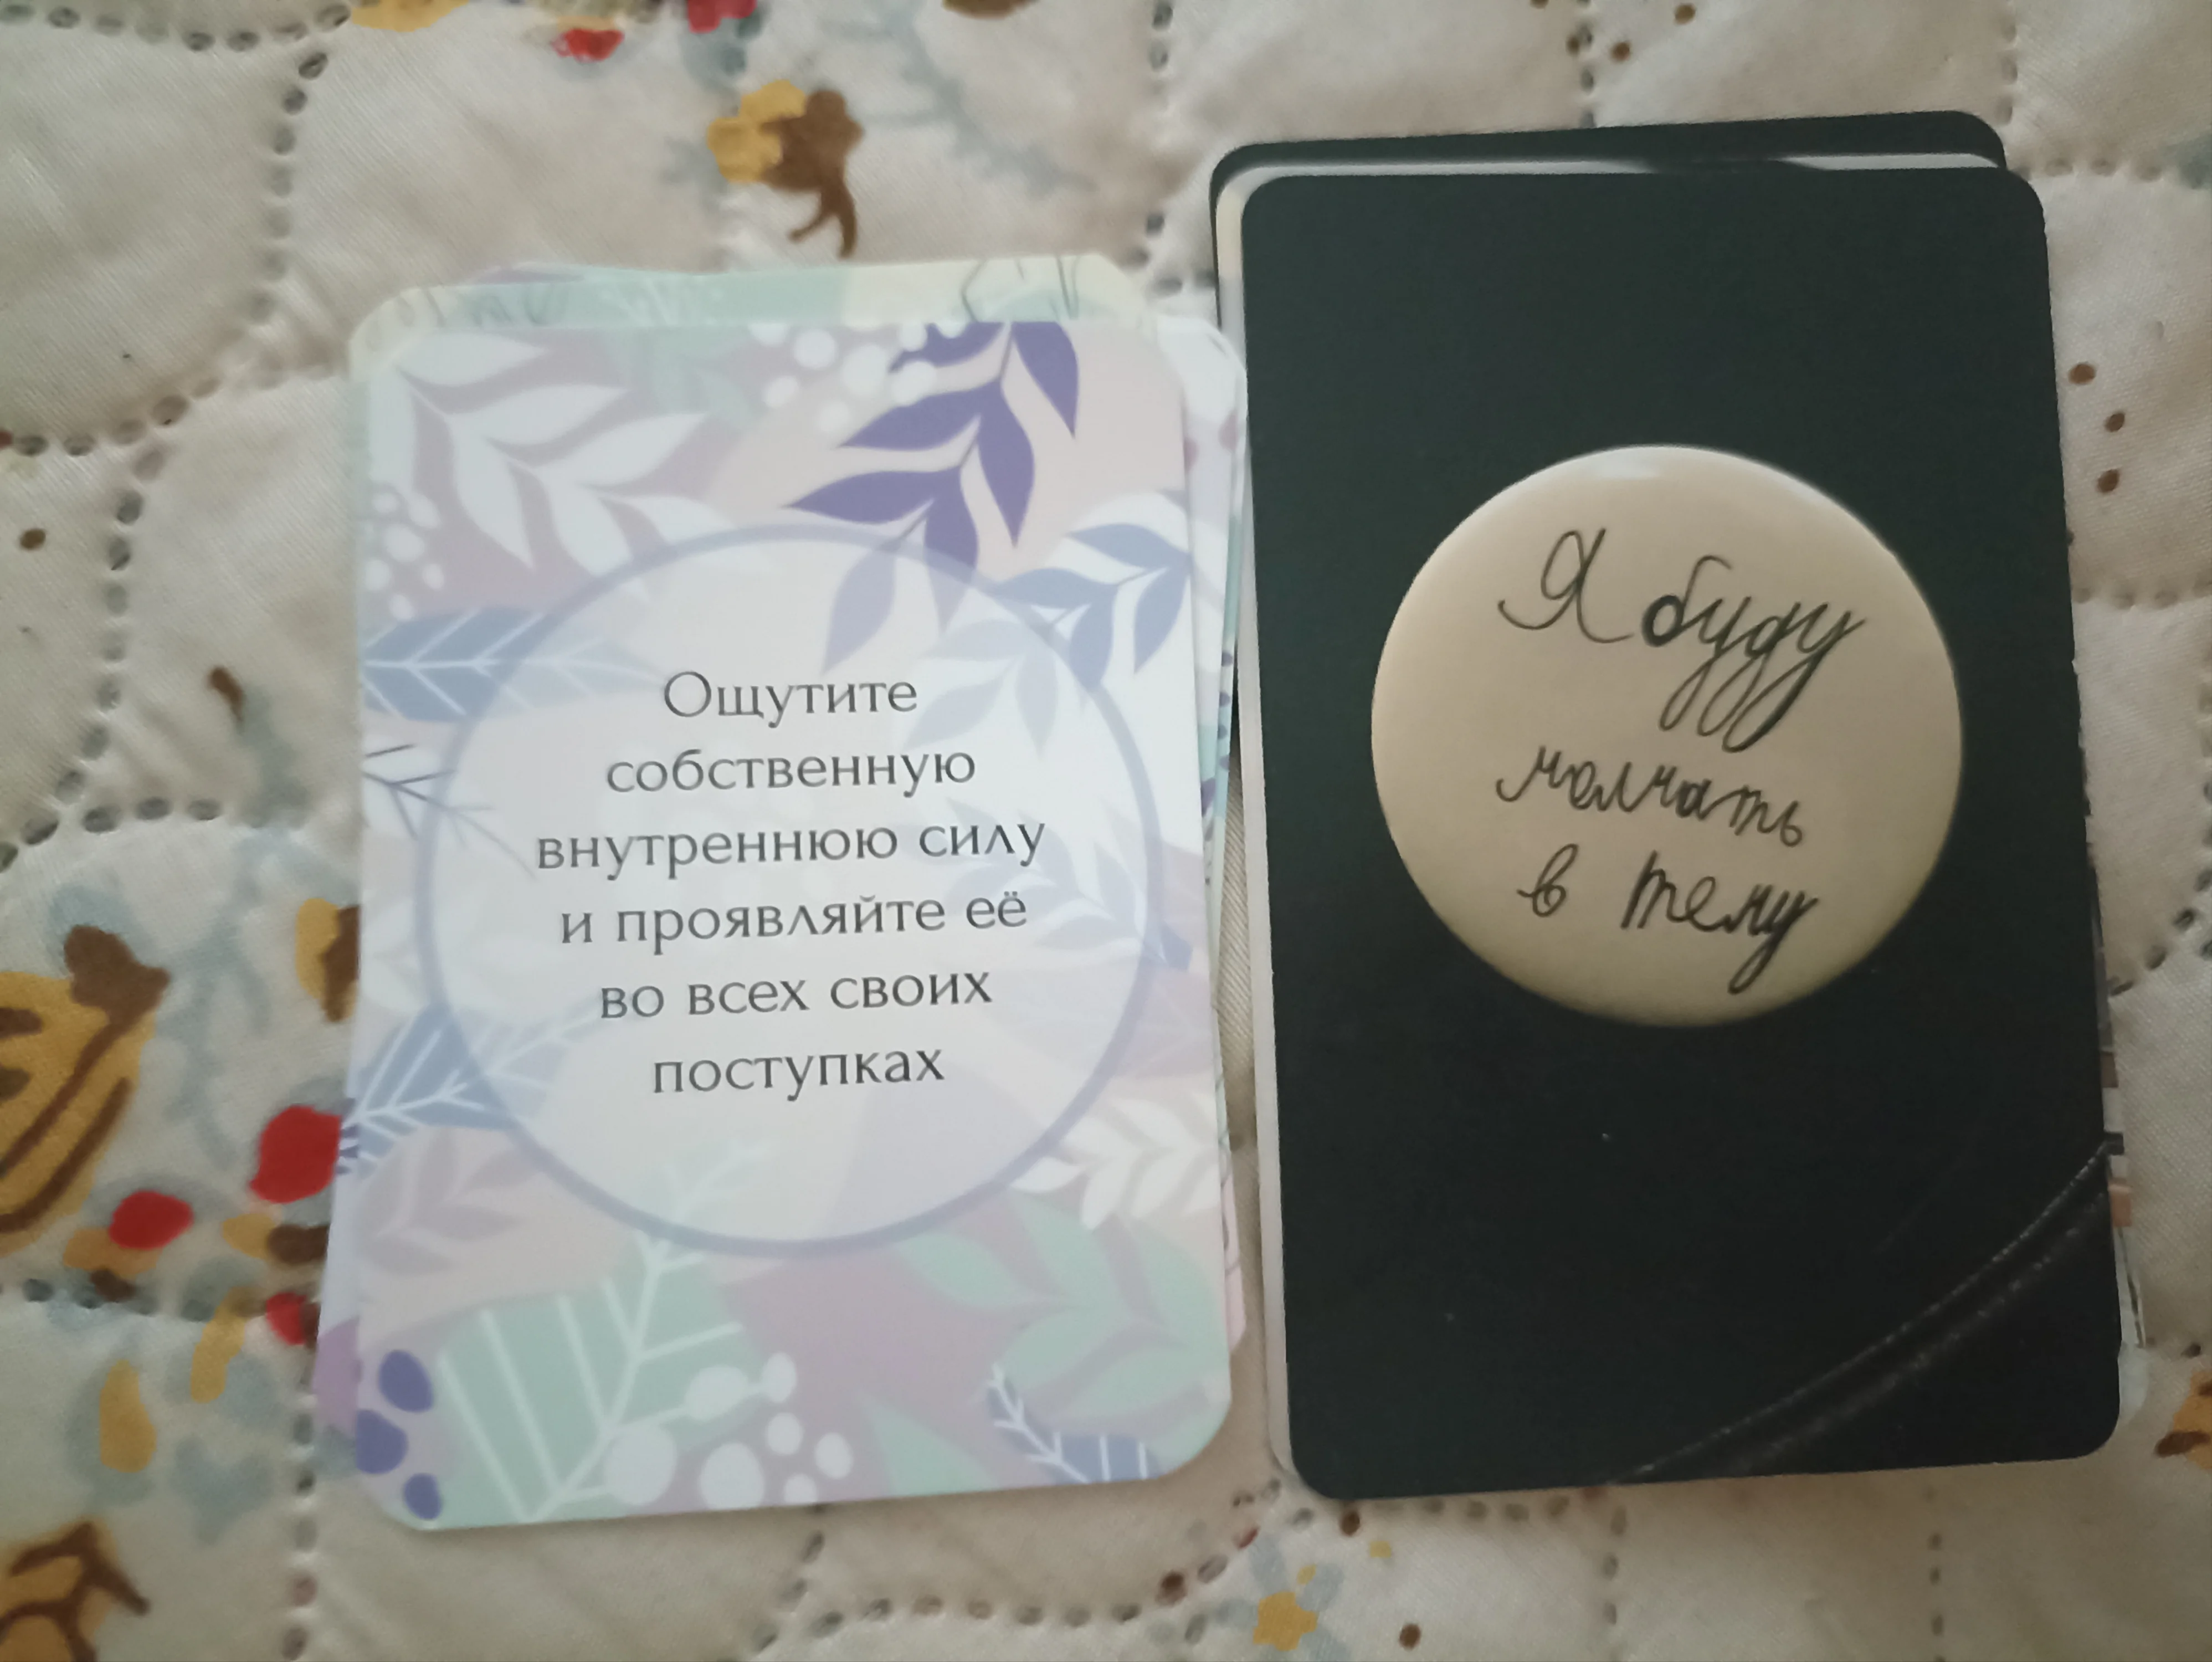 Ощутите
собственную
внутреннюю силу
и проявляйте её
во всех своих
поступках
Я буду
молчать
в тему